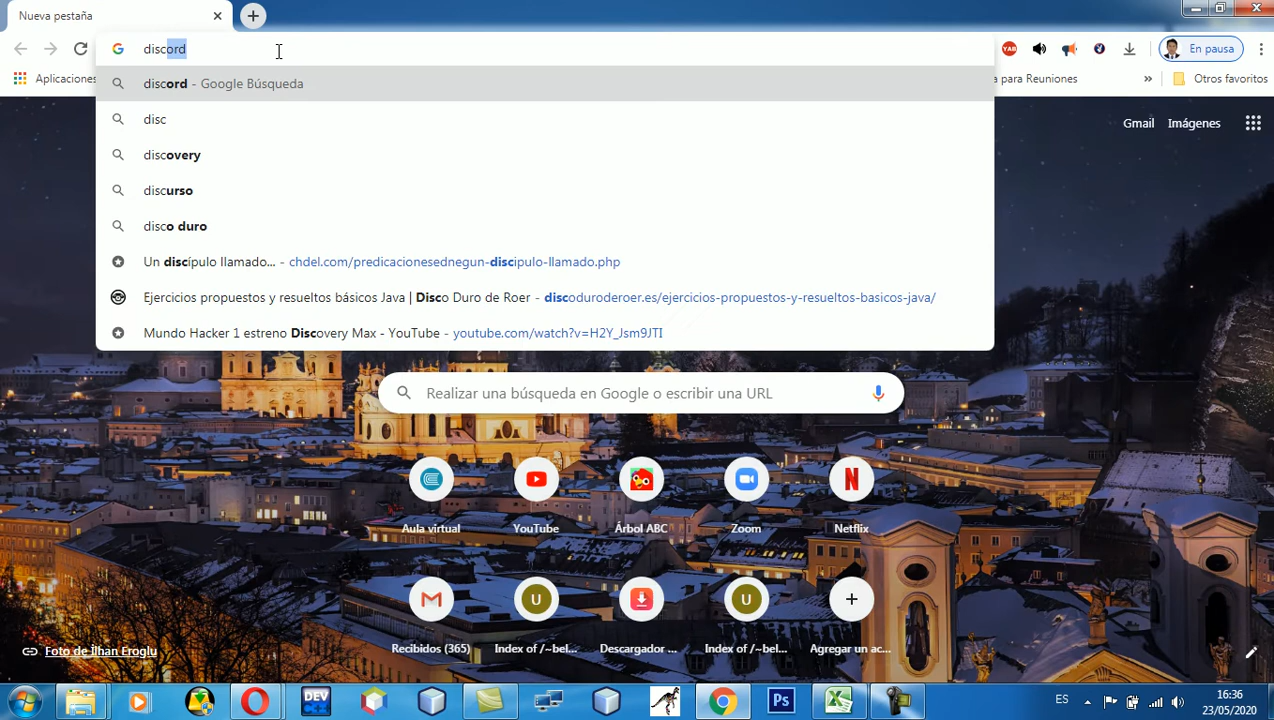 Nueva pestaña
discord
En pausa
Aplicaciones
a para Reuniones
»
Otros favoritos
discord - Google Búsqueda
disc
discovery
discurso
disco duro
Un discípulo llamado... - chdel.com/predicacionesednegun-discipulo-llamado.php
Ejercicios propuestos y resueltos básicos Java | Disco Duro de Roer - discoduroderoer.es/ejercicios-propuestos-y-resueltos-basicos-java/
Mundo Hacker 1 estreno Discovery Max - YouTube - youtube.com/watch?v=H2Y_Jsm9JTI
Gmail
Imágenes
Realizar una búsqueda en Google o escribir una URL
Aula virtual
YouTube
Árbol ABC
Zoom
Netflix
U
U
Recibidos (365)
Index of /~bel...
Descargador ...
Index of /~bel...
Agregar un ac...
Foto de Ilhan Eroglu
DEV
Ps
ES
16:36
23/05/2020